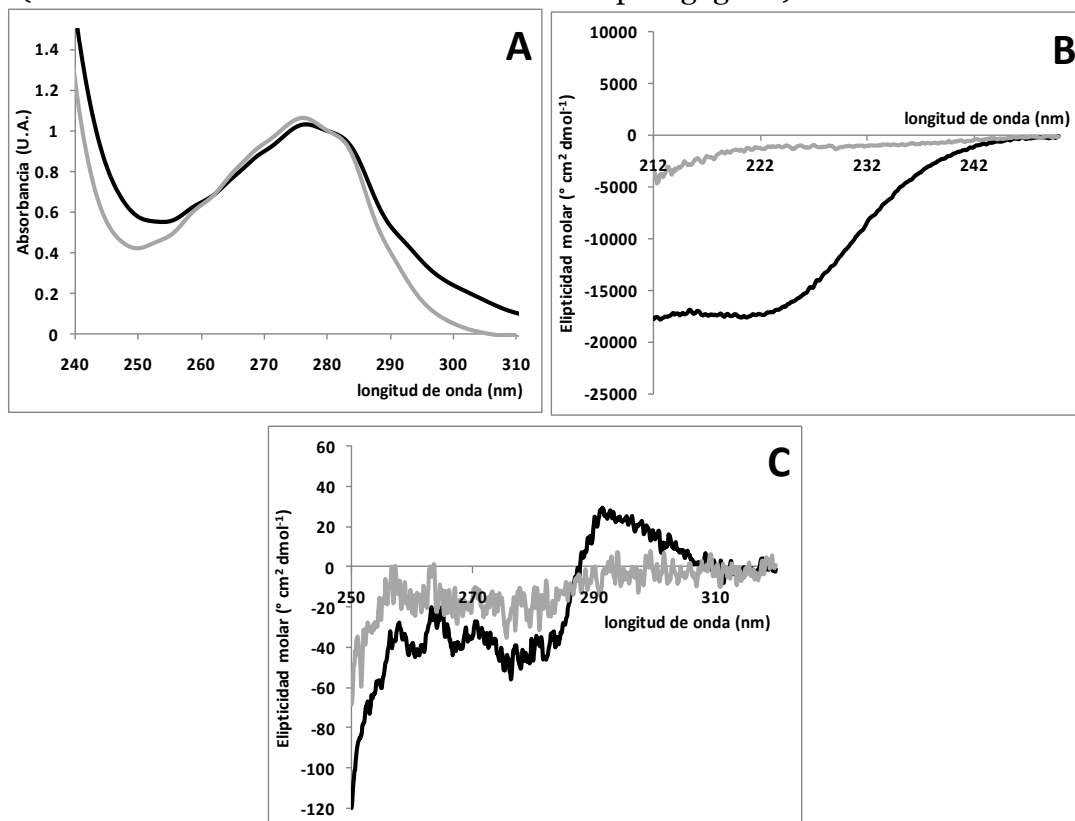 A
Absorbancia (U.A.)
1.4
1.2
1
0.8
0.6
0.4
0.2
0
240 250 260 270 280 290 300 310
longitud de onda (nm)
B
Elipticidad molar (° cm² dmol⁻¹)
10000
5000
0
-5000
-10000
-15000
-20000
-25000
longitud de onda (nm)
212 222 232 242
C
Elipticidad molar (° cm² dmol⁻¹)
60
40
20
0
-20
-40
-60
-80
-100
-120
250 270 290 310
longitud de onda (nm)